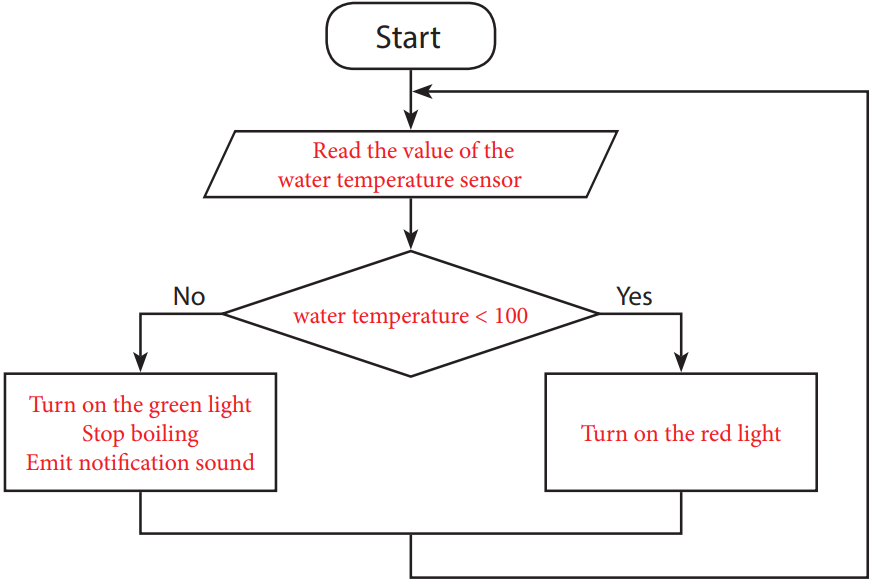 Start
Read the value of the
water temperature sensor
No
Yes
water temperature < 100
Turn on the green light
Stop boiling
Emit notification sound
Turn on the red light